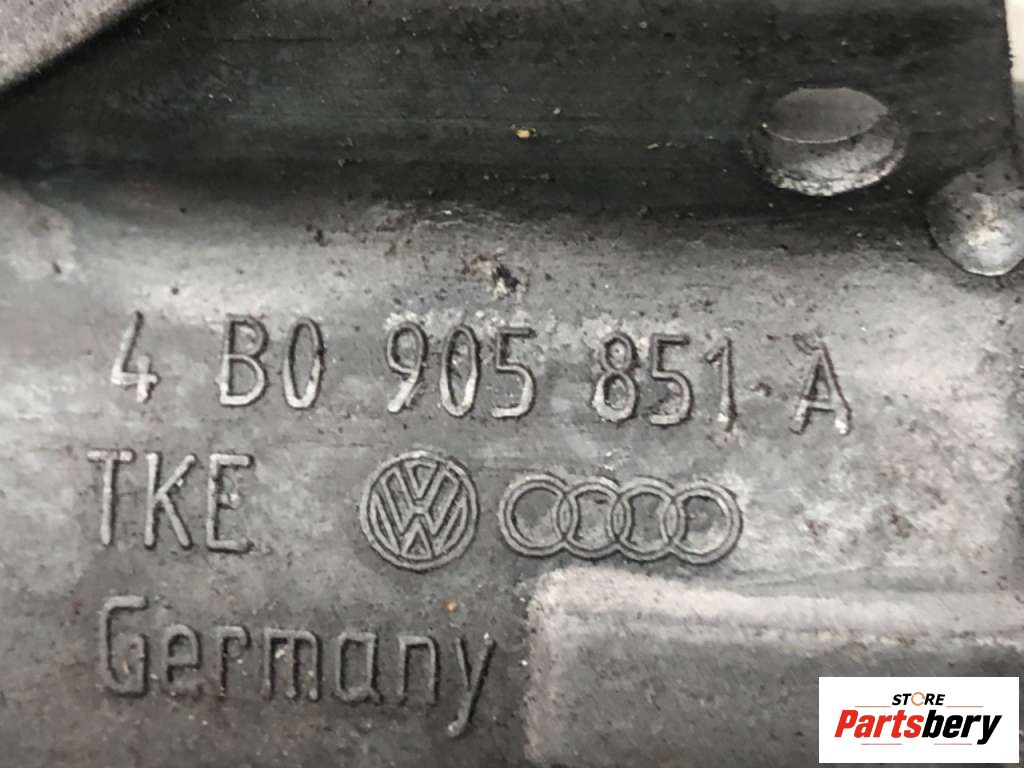 4 B0 905 851 A
TKE
Germany
STORE
Partsbery